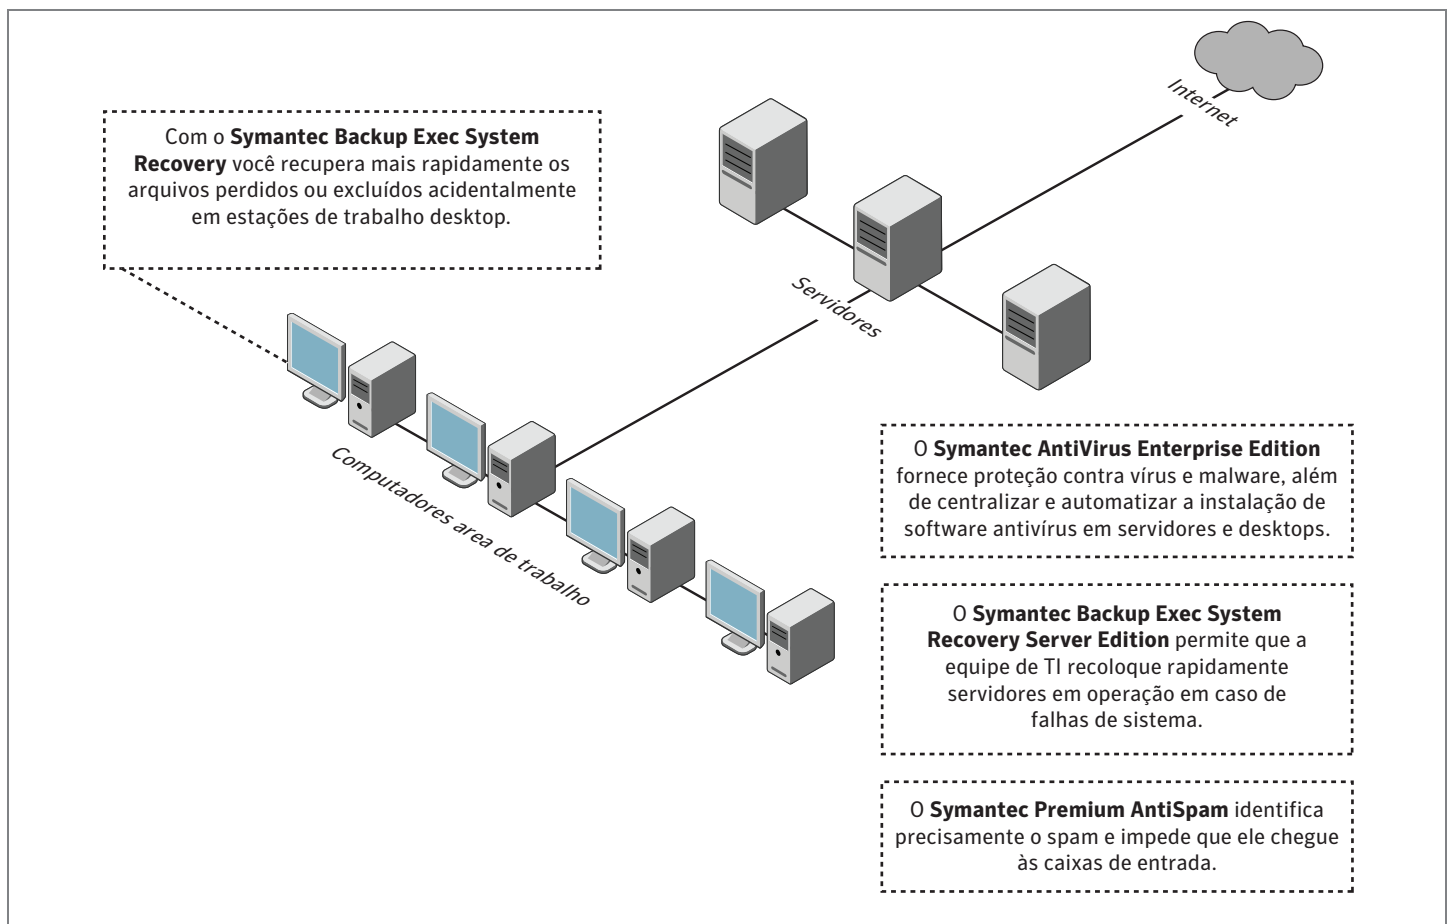 Internet
Com o Symantec Backup Exec System
Recovery você recupera mais rapidamente os
arquivos perdidos ou excluídos acidentalmente
em estações de trabalho desktop.
Servidores
Computadores area de trabalho
O Symantec AntiVirus Enterprise Edition
fornece proteção contra vírus e malware, além
de centralizar e automatizar a instalação de
software antivírus em servidores e desktops.
O Symantec Backup Exec System
Recovery Server Edition permite que a
equipe de TI recoloque rapidamente
servidores em operação em caso de
falhas de sistema.
O Symantec Premium AntiSpam identifica
precisamente o spam e impede que ele chegue
às caixas de entrada.